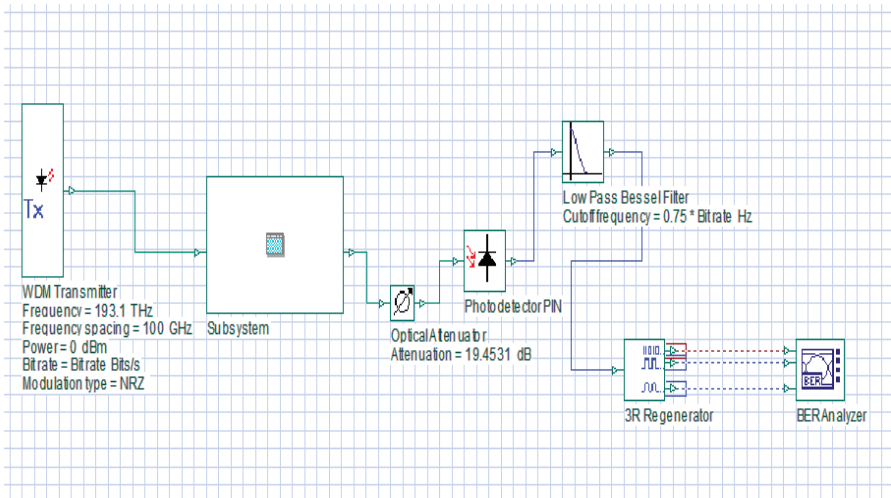 Tx
WDM Transmitter
Frequency = 193.1 THz
Frequency spacing = 100 GHz
Power = 0 dBm
Bitrate = Bitrate Bits/s
Modulation type = NRZ
Subsystem
Optical Attenuator
Attenuation = 19.4531 dB
Photodetector PIN
Low Pass Bessel Filter
Cutoff frequency = 0.75 * Bitrate Hz
3R Regenerator
BER
BER Analyzer